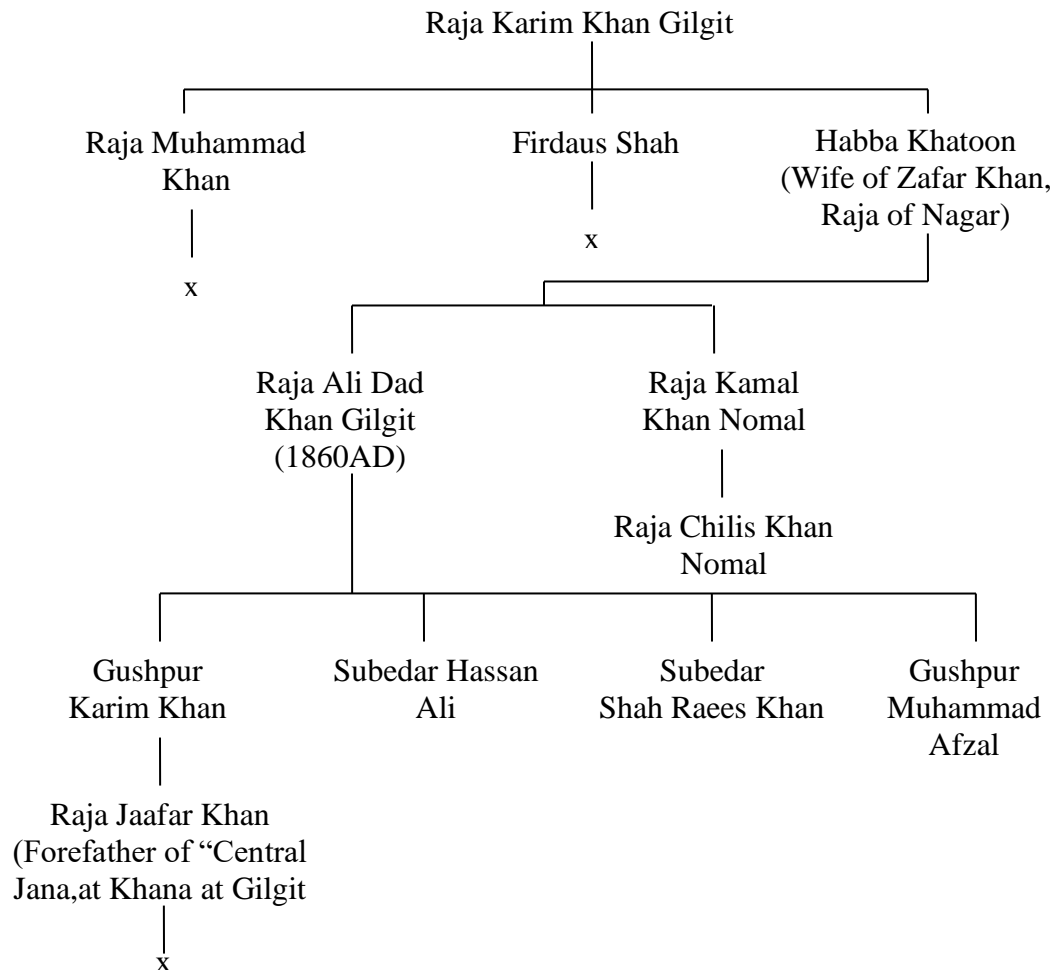 Raja Karim Khan Gilgit
Raja Muhammad
Khan
Firdaus Shah
Habba Khatoon
(Wife of Zafar Khan,
Raja of Nagar)
x
x
Raja Ali Dad
Khan Gilgit
(1860AD)
Raja Kamal
Khan Nomal
Raja Chilis Khan
Nomal
Gushpur
Karim Khan
Subedar Hassan
Ali
Subedar
Shah Raees Khan
Gushpur
Muhammad
Afzal
Raja Jaafar Khan
(Forefather of “Central
Jana,at Khana at Gilgit
x